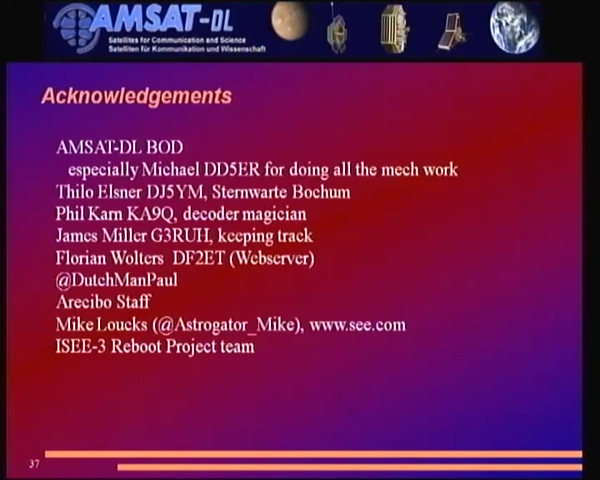 AMSAT-DL
Satellites for Communication and Science
Satelliten für Kommunikation und Wissenschaft
Acknowledgements
AMSAT-DL BOD
especially Michael DD5ER for doing all the mech work
Thilo Elsner DJ5YM, Sternwarte Bochum
Phil Karn KA9Q, decoder magician
James Miller G3RUH, keeping track
Florian Wolters DF2ET (Webserver)
@DutchManPaul
Arecibo Staff
Mike Loucks (@Astrogator_Mike), www.see.com
ISEE-3 Reboot Project team
37